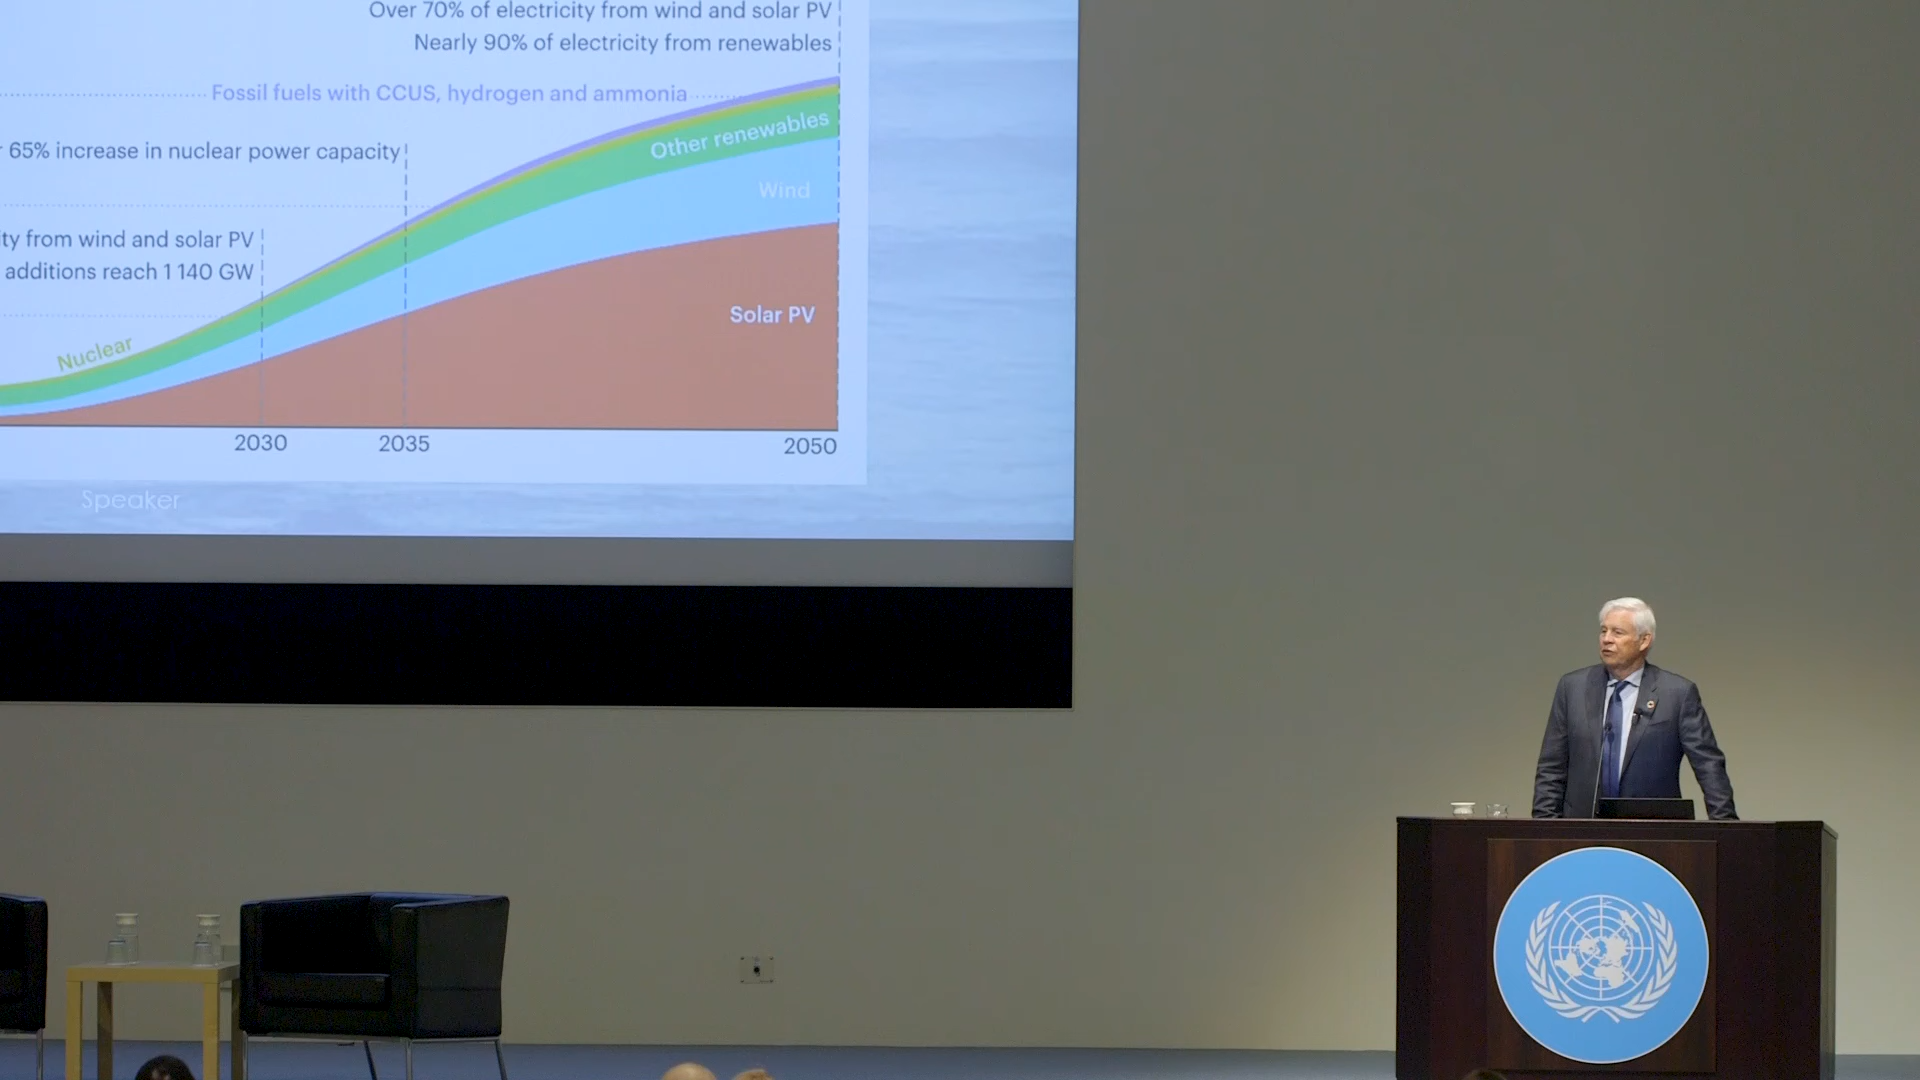 Over 70% of electricity from wind and solar PV
Nearly 90% of electricity from renewables
Fossil fuels with CCUS, hydrogen and ammonia
Other renewables
65% increase in nuclear power capacity
Wind
ty from wind and solar PV
additions reach 1 140 GW
Solar PV
Nuclear
2030 2035 2050
Speaker